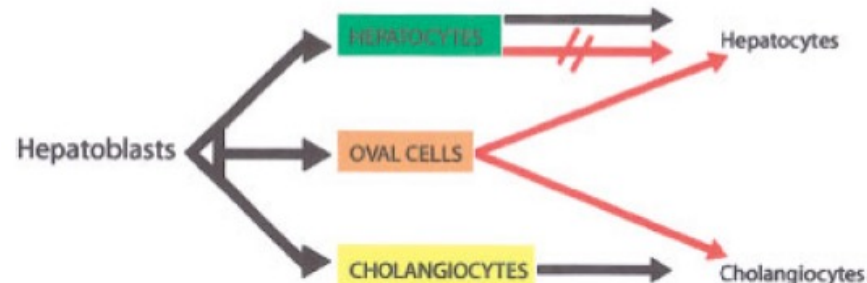 HEPATOCYTES
Hepatocytes
Hepatoblasts
OVAL CELLS
CHOLANGIOCYTES
Cholangiocytes